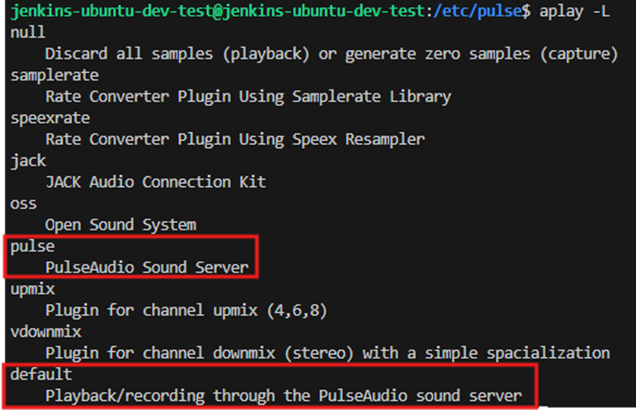 jenkins-ubuntu-dev-test@jenkins-ubuntu-dev-test:/etc/pulse$ aplay -L
null
    Discard all samples (playback) or generate zero samples (capture)
samplerate
    Rate Converter Plugin Using Samplerate Library
speexrate
    Rate Converter Plugin Using Speex Resampler
jack
    JACK Audio Connection Kit
oss
    Open Sound System
pulse
    PulseAudio Sound Server
upmix
    Plugin for channel upmix (4,6,8)
vdownmix
    Plugin for channel downmix (stereo) with a simple spacialization
default
    Playback/recording through the PulseAudio sound server